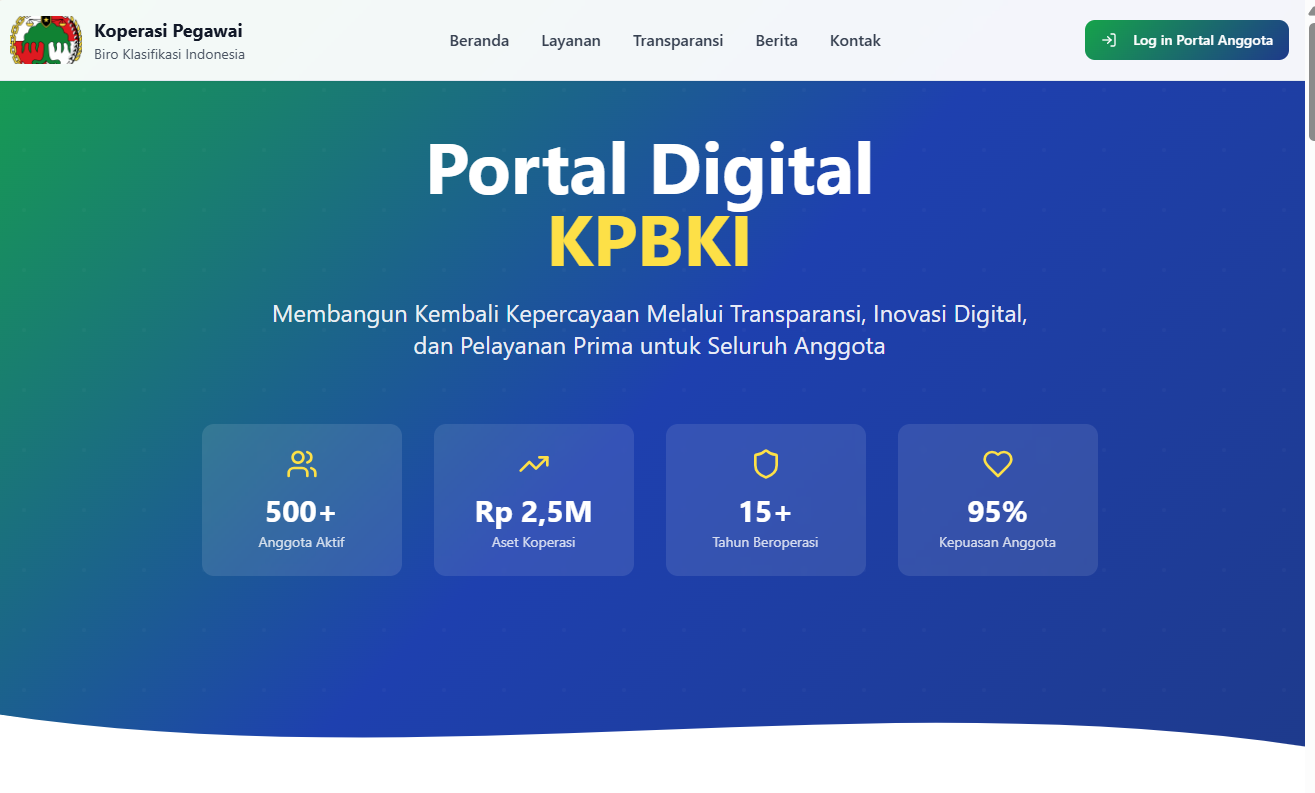 Koperasi Pegawai
Biro Klasifikasi Indonesia
Beranda
Layanan
Transparansi
Berita
Kontak
Log in Portal Anggota
Portal Digital
KPBKI
Membangun Kembali Kepercayaan Melalui Transparansi, Inovasi Digital,
dan Pelayanan Prima untuk Seluruh Anggota
500+
Anggota Aktif
Rp 2,5M
Aset Koperasi
15+
Tahun Beroperasi
95%
Kepuasan Anggota